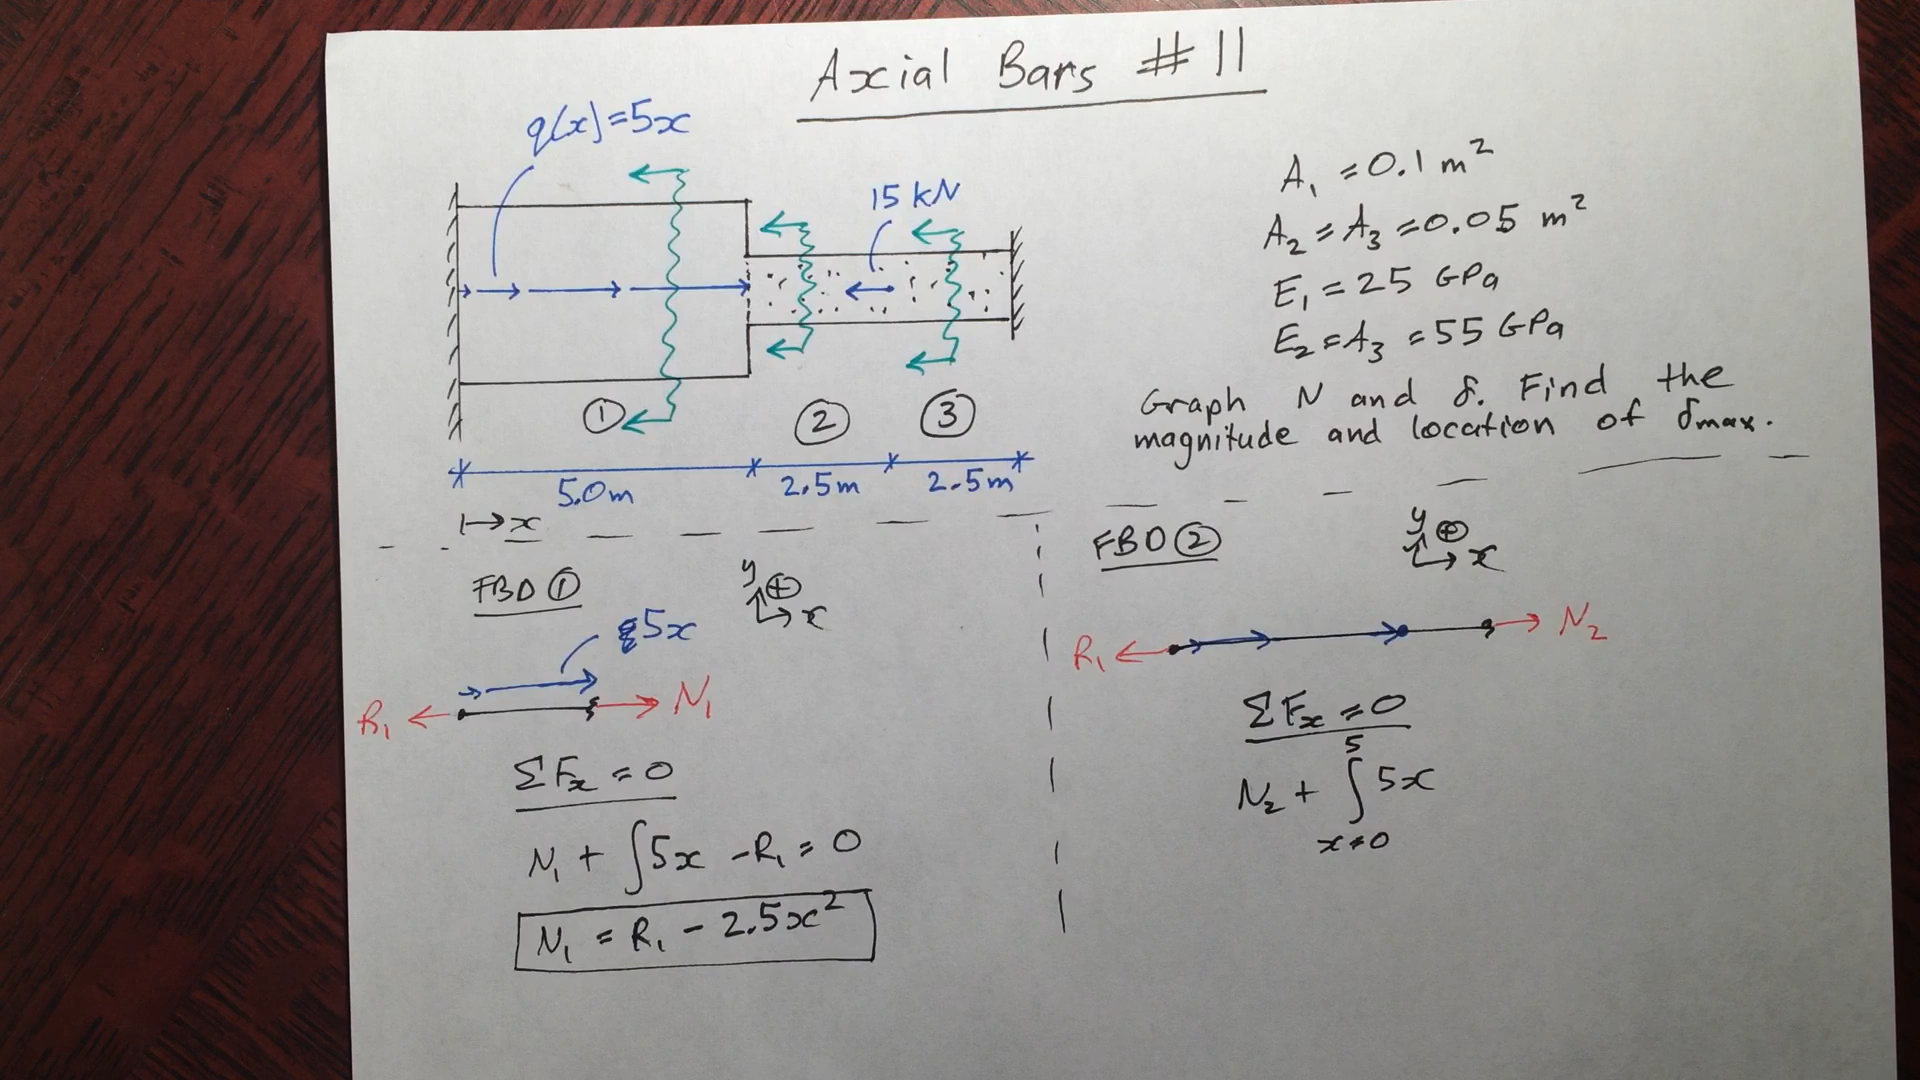 Axial Bars #11
q(x)=5x
15 kN
① ② ③
5.0m 2.5m 2.5m
x
A₁ = 0.1 m²
A₂ = A₃ = 0.05 m²
E₁ = 25 GPa
E₂ = A₃ = 55 GPa
Graph N and δ. Find the
magnitude and location of δmax.
FBD ①
y ⊕
x
5x
R₁ N₁
ΣFx = 0
N₁ + ∫5x - R₁ = 0
N₁ = R₁ - 2.5x²
FBD ②
y ⊕
x
R₁ N₂
ΣFx = 0
5
N₂ + ∫ 5x
x=0